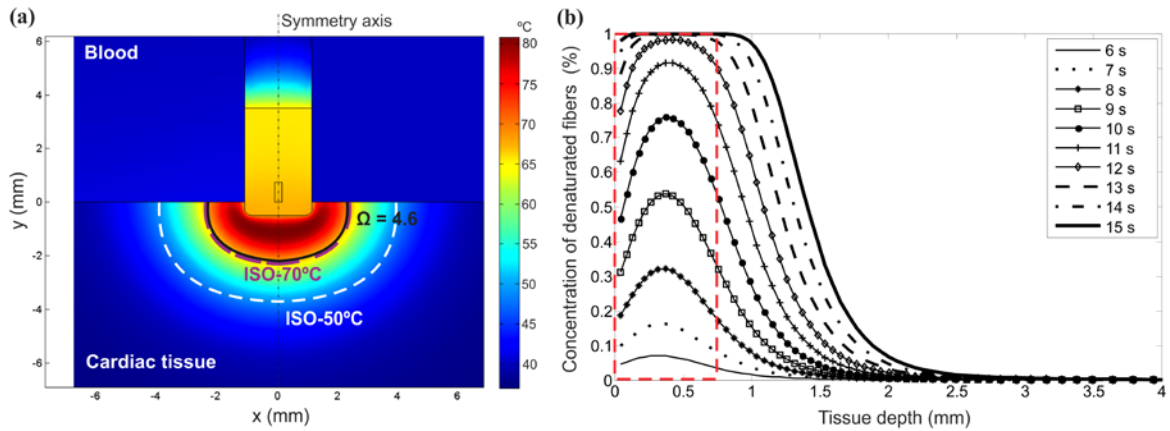 (a)
Symmetry axis
ºC
Blood
Cardiac tissue
Ω = 4.6
ISO-70ºC
ISO-50ºC
6
4
2
0
-2
-4
-6
y (mm)
-6
-4
-2
0
2
4
6
x (mm)
80
75
70
65
60
55
50
45
40
(b)
Concentration of denaturated fibers (%)
1
0.9
0.8
0.7
0.6
0.5
0.4
0.3
0.2
0.1
0
0
0.5
1
1.5
2
2.5
3
3.5
4
Tissue depth (mm)
6 s
7 s
8 s
9 s
10 s
11 s
12 s
13 s
14 s
15 s